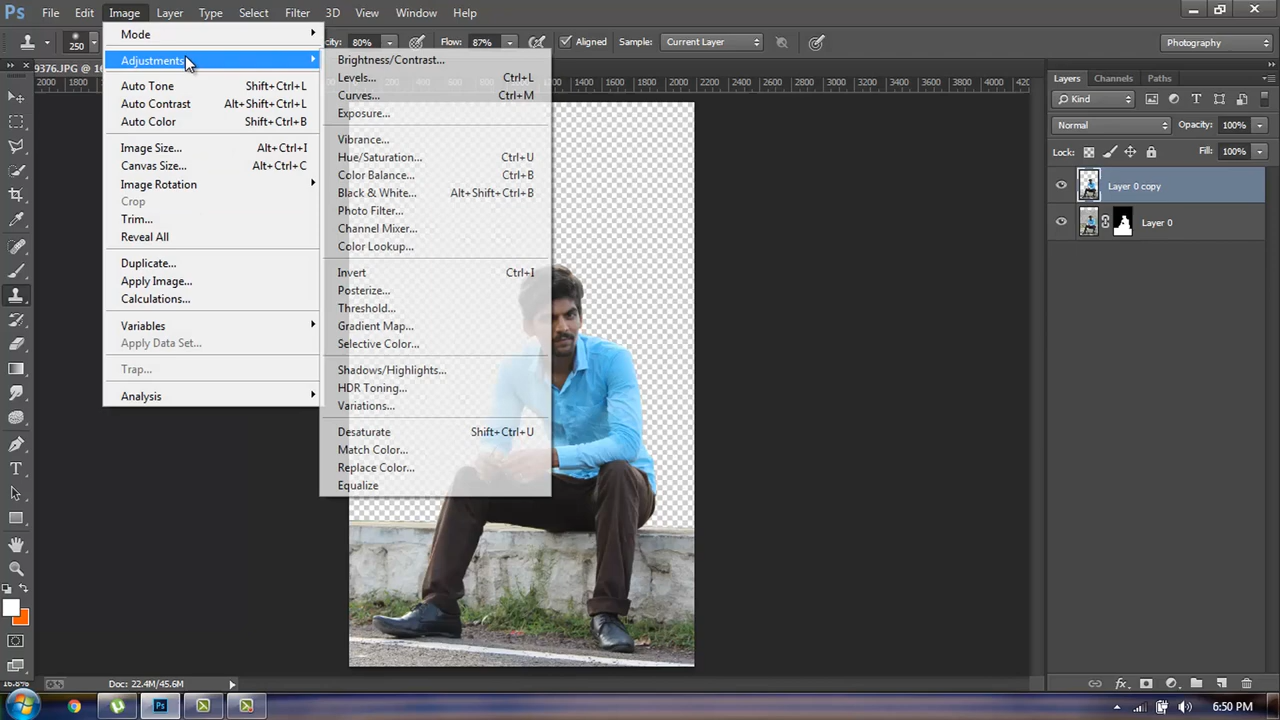 Ps File Edit Image Layer Type Select Filter 3D View Window Help
250 80% Flow: 87% Aligned Sample: Current Layer Photography
9376.JPG @ 16
Mode
Adjustments
Auto Tone Shift+Ctrl+L
Auto Contrast Alt+Shift+Ctrl+L
Auto Color Shift+Ctrl+B
Image Size... Alt+Ctrl+I
Canvas Size... Alt+Ctrl+C
Image Rotation
Crop
Trim...
Reveal All
Duplicate...
Apply Image...
Calculations...
Variables
Apply Data Set...
Trap...
Analysis
Brightness/Contrast...
Levels... Ctrl+L
Curves... Ctrl+M
Exposure...
Vibrance...
Hue/Saturation... Ctrl+U
Color Balance... Ctrl+B
Black & White... Alt+Shift+Ctrl+B
Photo Filter...
Channel Mixer...
Color Lookup...
Invert Ctrl+I
Posterize...
Threshold...
Gradient Map...
Selective Color...
Shadows/Highlights...
HDR Toning...
Variations...
Desaturate Shift+Ctrl+U
Match Color...
Replace Color...
Equalize
2000 2200 2400 2600 2800 3000 3200 3400 3600 3800 4000 420
Layers Channels Paths
Kind
Normal Opacity: 100%
Lock: Fill: 100%
Layer 0 copy
Layer 0
Doc: 22.4M/45.6M
6:50 PM